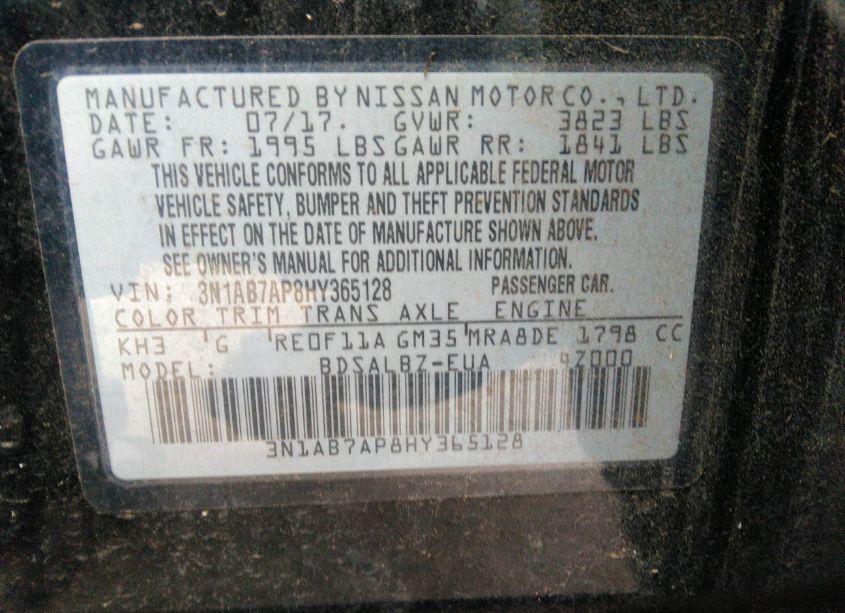 MANUFACTURED BY NISSAN MOTOR CO., LTD.
DATE: 07/17. GVWR: 3823 LBS
GAWR FR: 1995 LBS GAWR RR: 1841 LBS
THIS VEHICLE CONFORMS TO ALL APPLICABLE FEDERAL MOTOR
VEHICLE SAFETY, BUMPER AND THEFT PREVENTION STANDARDS
IN EFFECT ON THE DATE OF MANUFACTURE SHOWN ABOVE.
SEE OWNER'S MANUAL FOR ADDITIONAL INFORMATION.
VIN: 3N1AB7AP8HY365128 PASSENGER CAR.
COLOR TRIM TRANS AXLE ENGINE
KH3 G RE0F11A GM35 MRA8DE 1798 CC
MODEL: BDSALBZ-EUA 4Z000
3N1AB7AP8HY365128